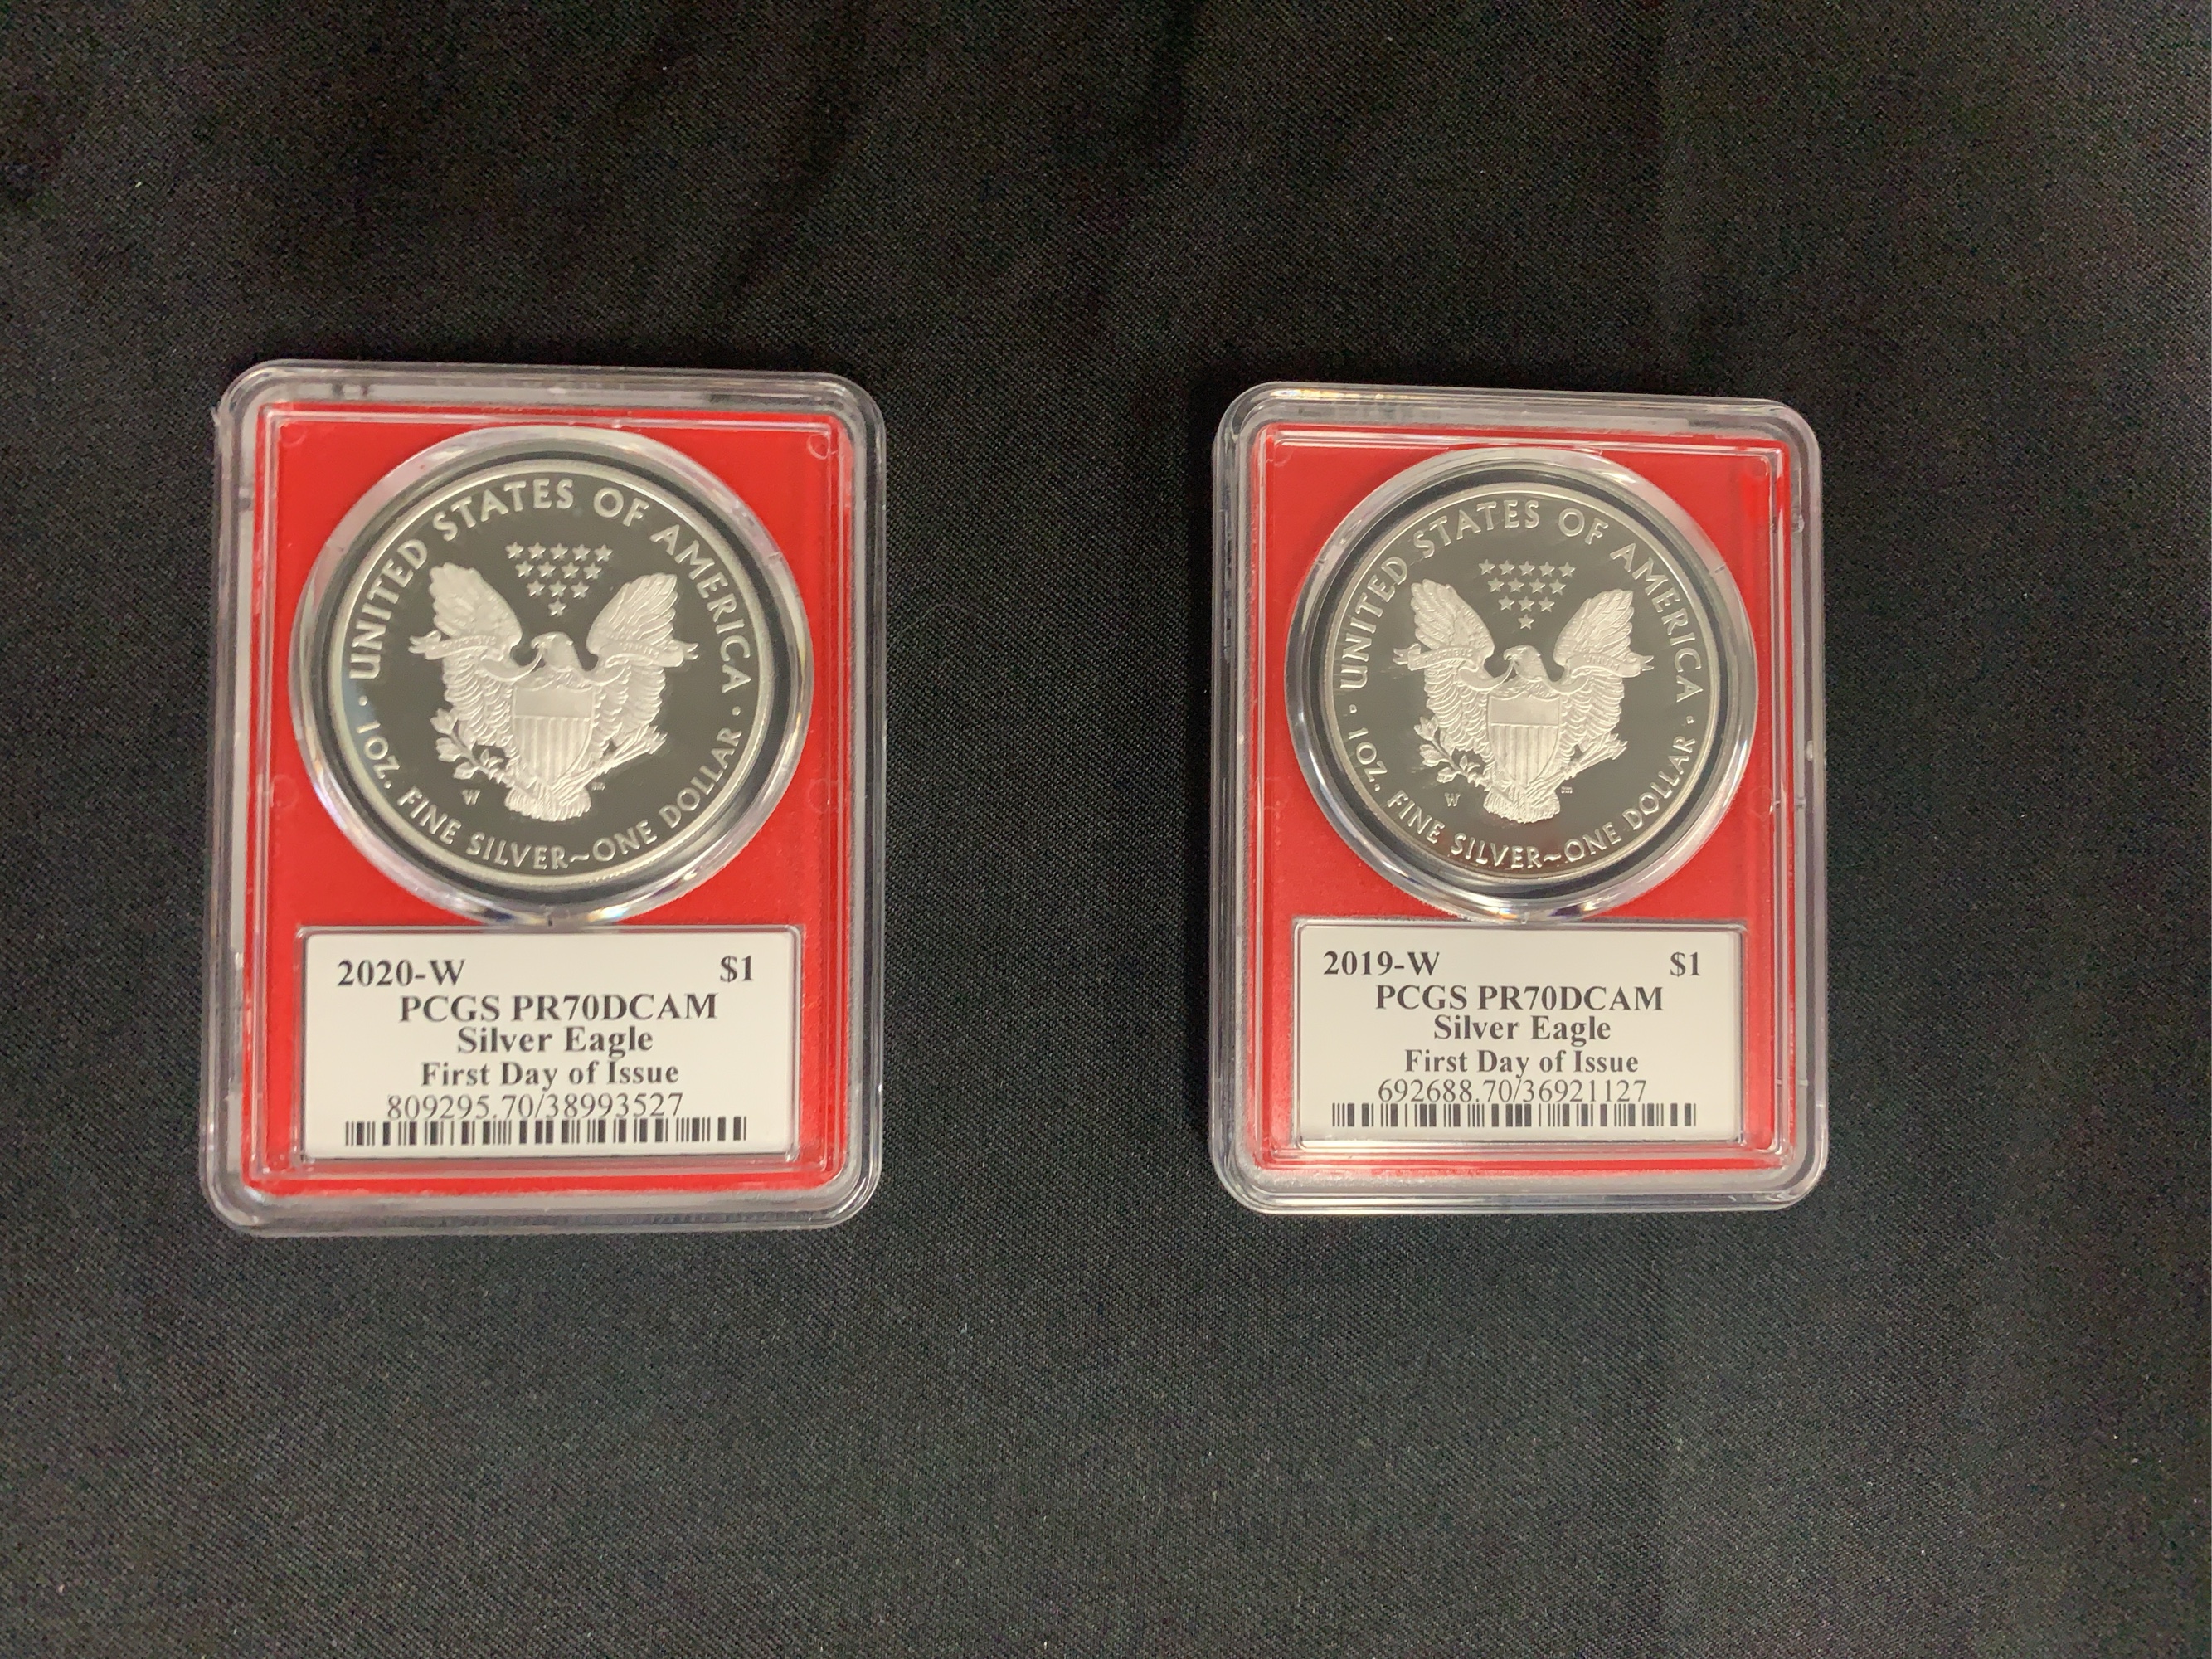 UNITED STATES OF AMERICA
1 OZ. FINE SILVER~ONE DOLLAR
W
2020-W $1
PCGS PR70DCAM
Silver Eagle
First Day of Issue
809295.70/38993527
UNITED STATES OF AMERICA
1 OZ. FINE SILVER~ONE DOLLAR
W
2019-W $1
PCGS PR70DCAM
Silver Eagle
First Day of Issue
692688.70/36921127